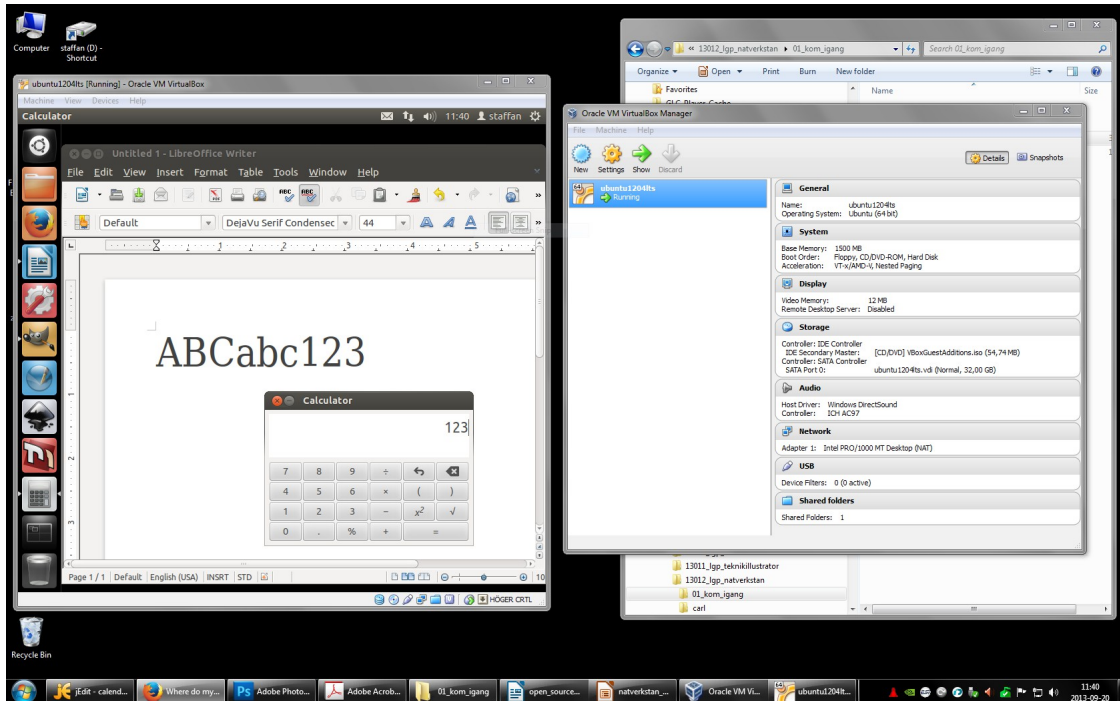 Computer
staffan (D) -
Shortcut
ubuntu1204lts [Running] - Oracle VM VirtualBox
Machine View Devices Help
Calculator
11:40 staffan
Untitled 1 - LibreOffice Writer
File Edit View Insert Format Table Tools Window Help
Default DejaVu Serif Condensec 44
1 2 3 4 5
ABCabc123
Calculator
123
7 8 9 ÷
4 5 6 × ( )
1 2 3 − x² √
0 . % + =
Page 1 / 1 Default English (USA) INSRT STD 10
HÖGER CRTL
« 13012_lgp_natverkstan 01_kom_igang Search 01_kom_igang
Organize Open Print Burn New folder
Favorites Name Size
GLC_Player_Cache
Oracle VM VirtualBox Manager
File Machine Help
New Settings Show Discard Details Snapshots
ubuntu1204lts
Running
General
Name: ubuntu1204lts
Operating System: Ubuntu (64 bit)
System
Base Memory: 1500 MB
Boot Order: Floppy, CD/DVD-ROM, Hard Disk
Acceleration: VT-x/AMD-V, Nested Paging
Display
Video Memory: 12 MB
Remote Desktop Server: Disabled
Storage
Controller: IDE Controller
IDE Secondary Master: [CD/DVD] VBoxGuestAdditions.iso (54,74 MB)
Controller: SATA Controller
SATA Port 0: ubuntu1204lts.vdi (Normal, 32,00 GB)
Audio
Host Driver: Windows DirectSound
Controller: ICH AC97
Network
Adapter 1: Intel PRO/1000 MT Desktop (NAT)
USB
Device Filters: 0 (0 active)
Shared folders
Shared Folders: 1
13011_lgp_teknikillustrator
13012_lgp_natverkstan
01_kom_igang
carl
Recycle Bin
jEdit - calend... Where do my... Adobe Photo... Adobe Acrob... 01_kom_igang open_source... natverkstan_... Oracle VM Vi... ubuntu1204lt... 11:40
2013-09-20